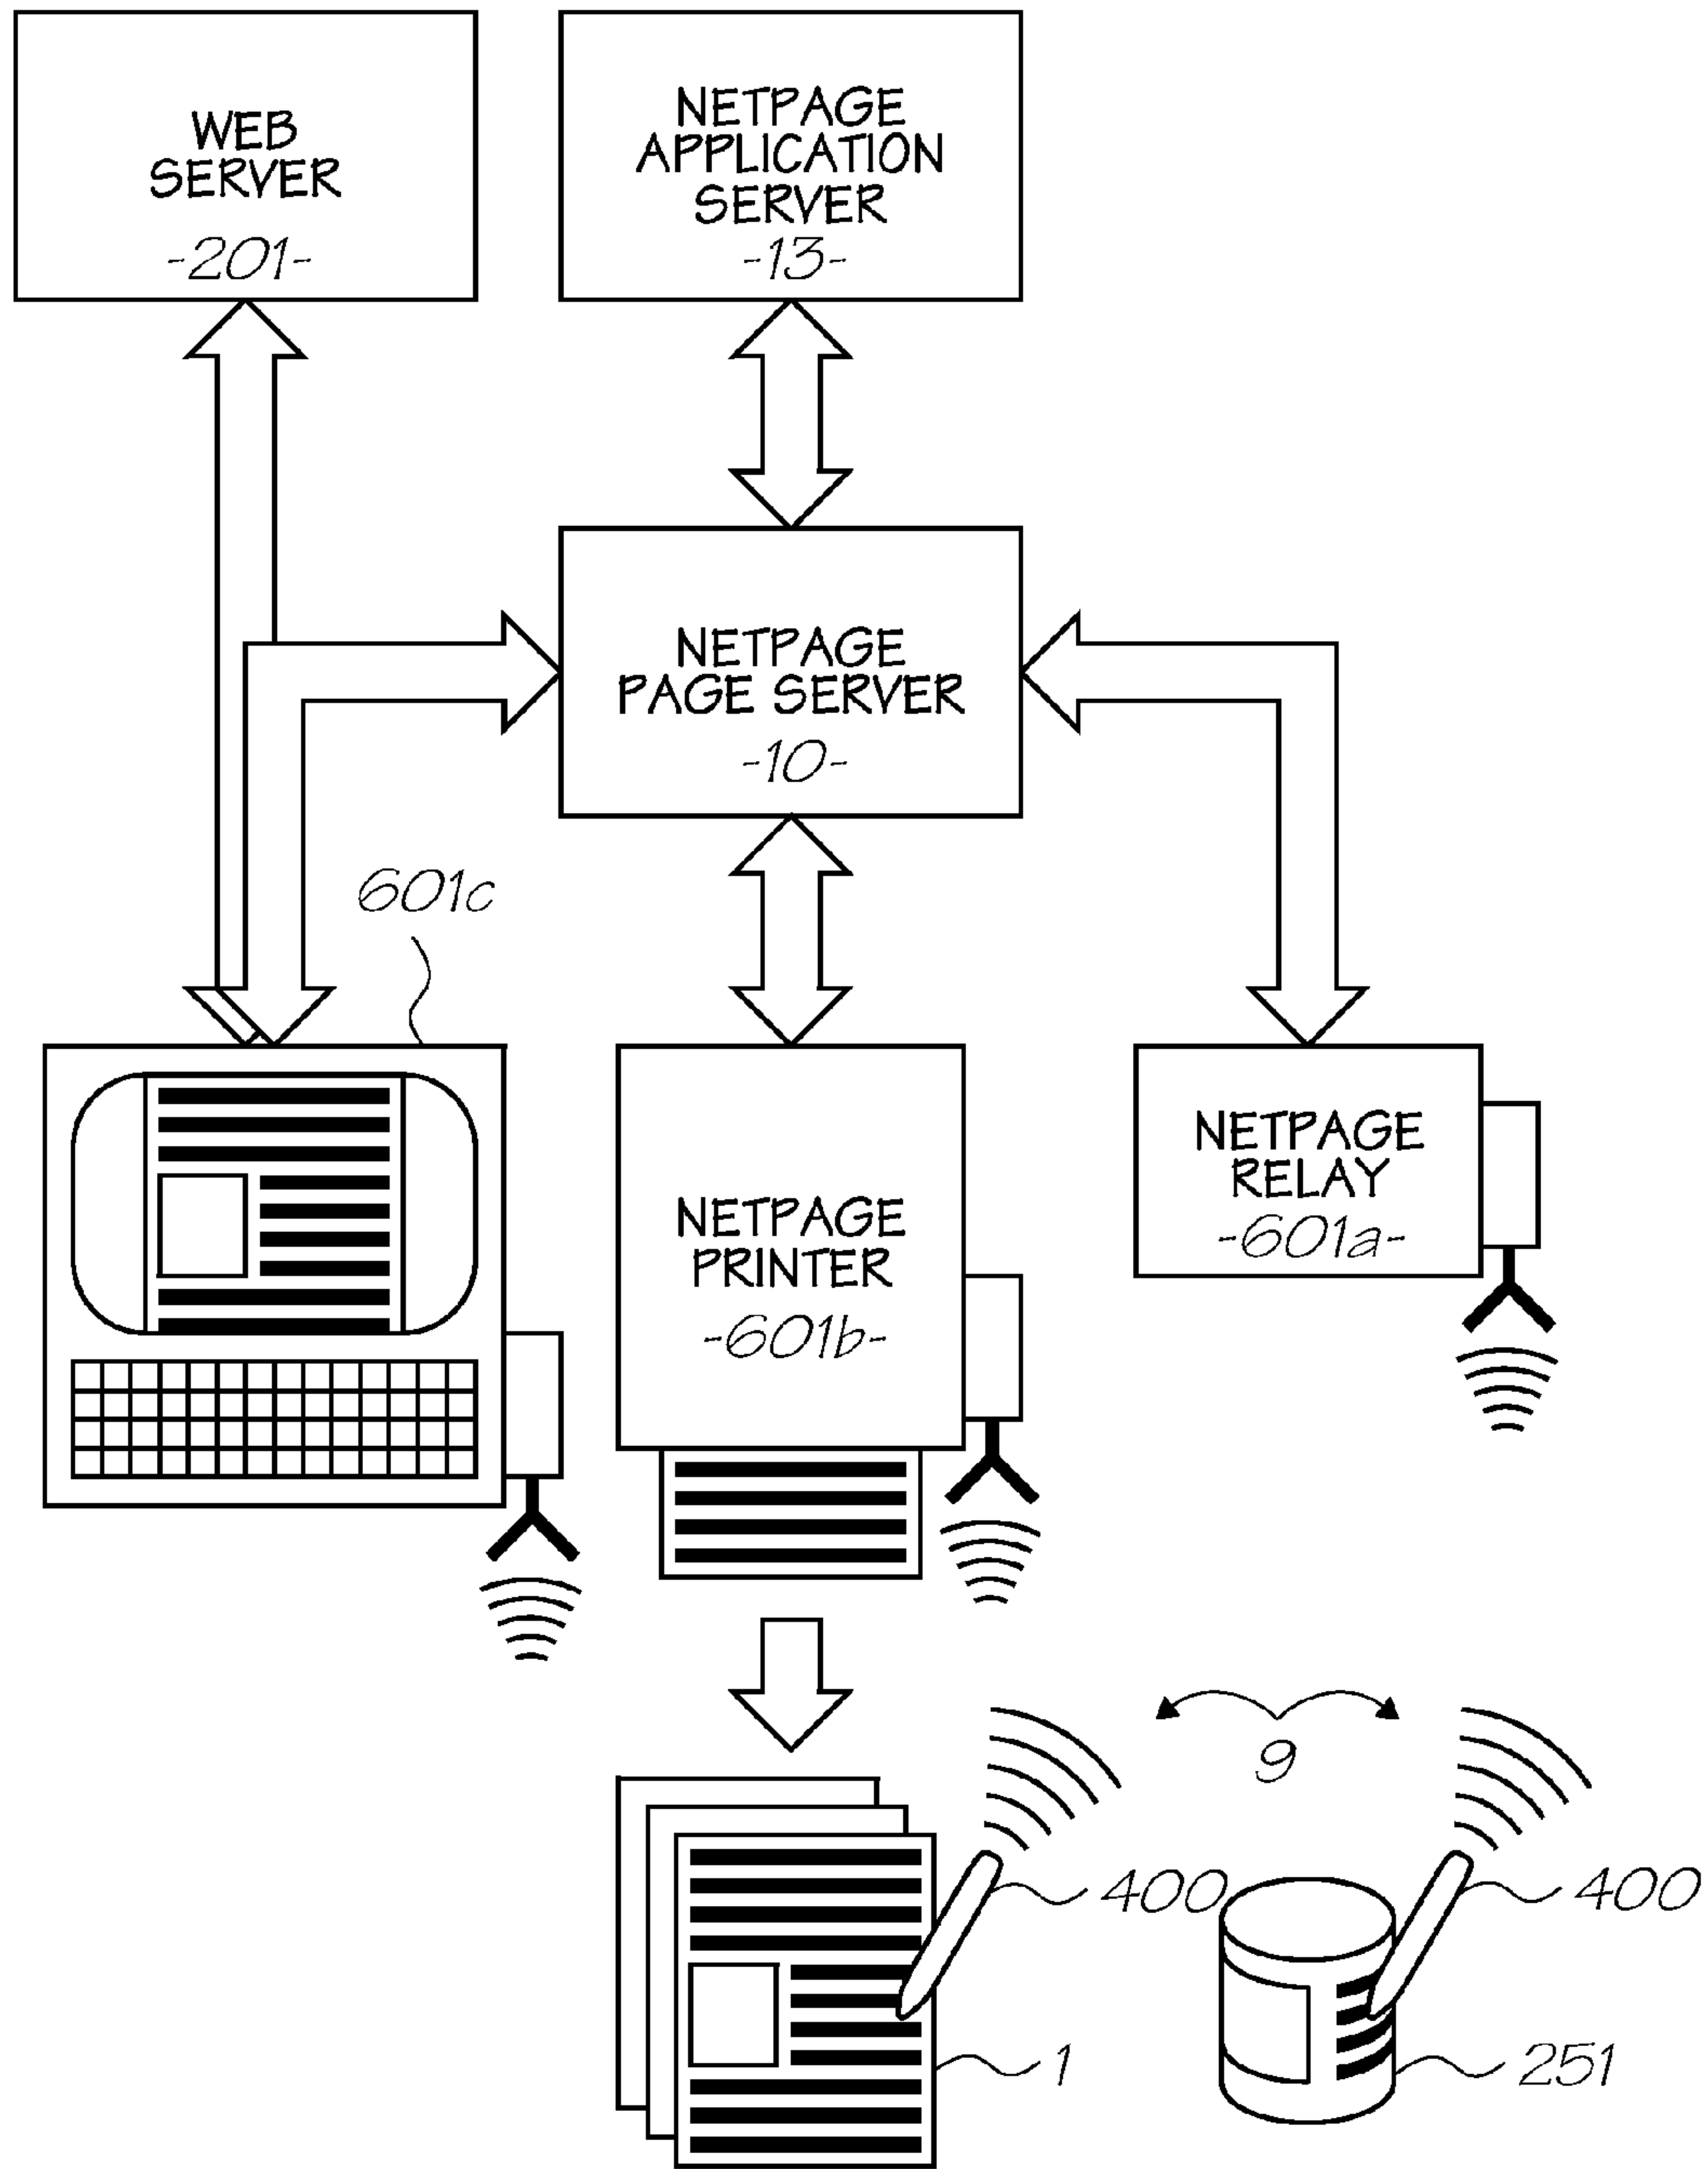 WEB
SERVER
-201-
NETPAGE
APPLICATION
SERVER
-13-
NETPAGE
PAGE SERVER
-10-
601c
NETPAGE
PRINTER
-601b-
NETPAGE
RELAY
-601a-
9
400
400
1
251